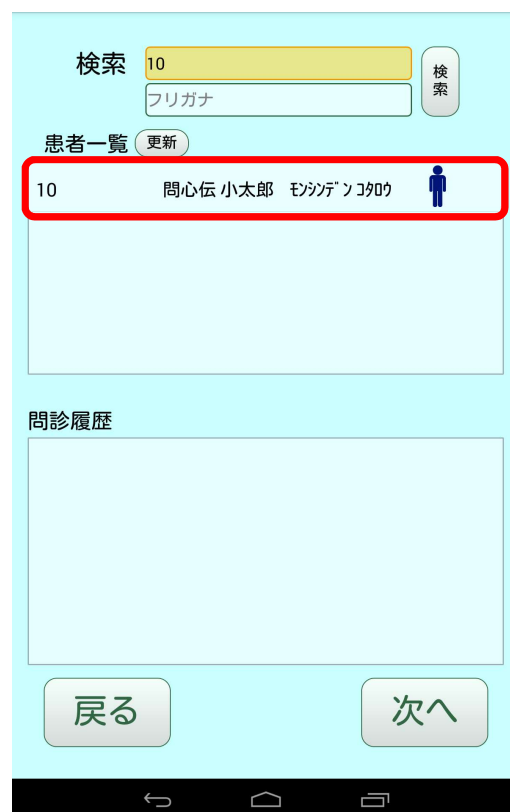 検索 10
フリガナ
検索
患者一覧 更新
10 問心伝 小太郎 ﾓﾝｼﾝﾃﾞﾝ ｺﾀﾛｳ
問診履歴
戻る 次へ